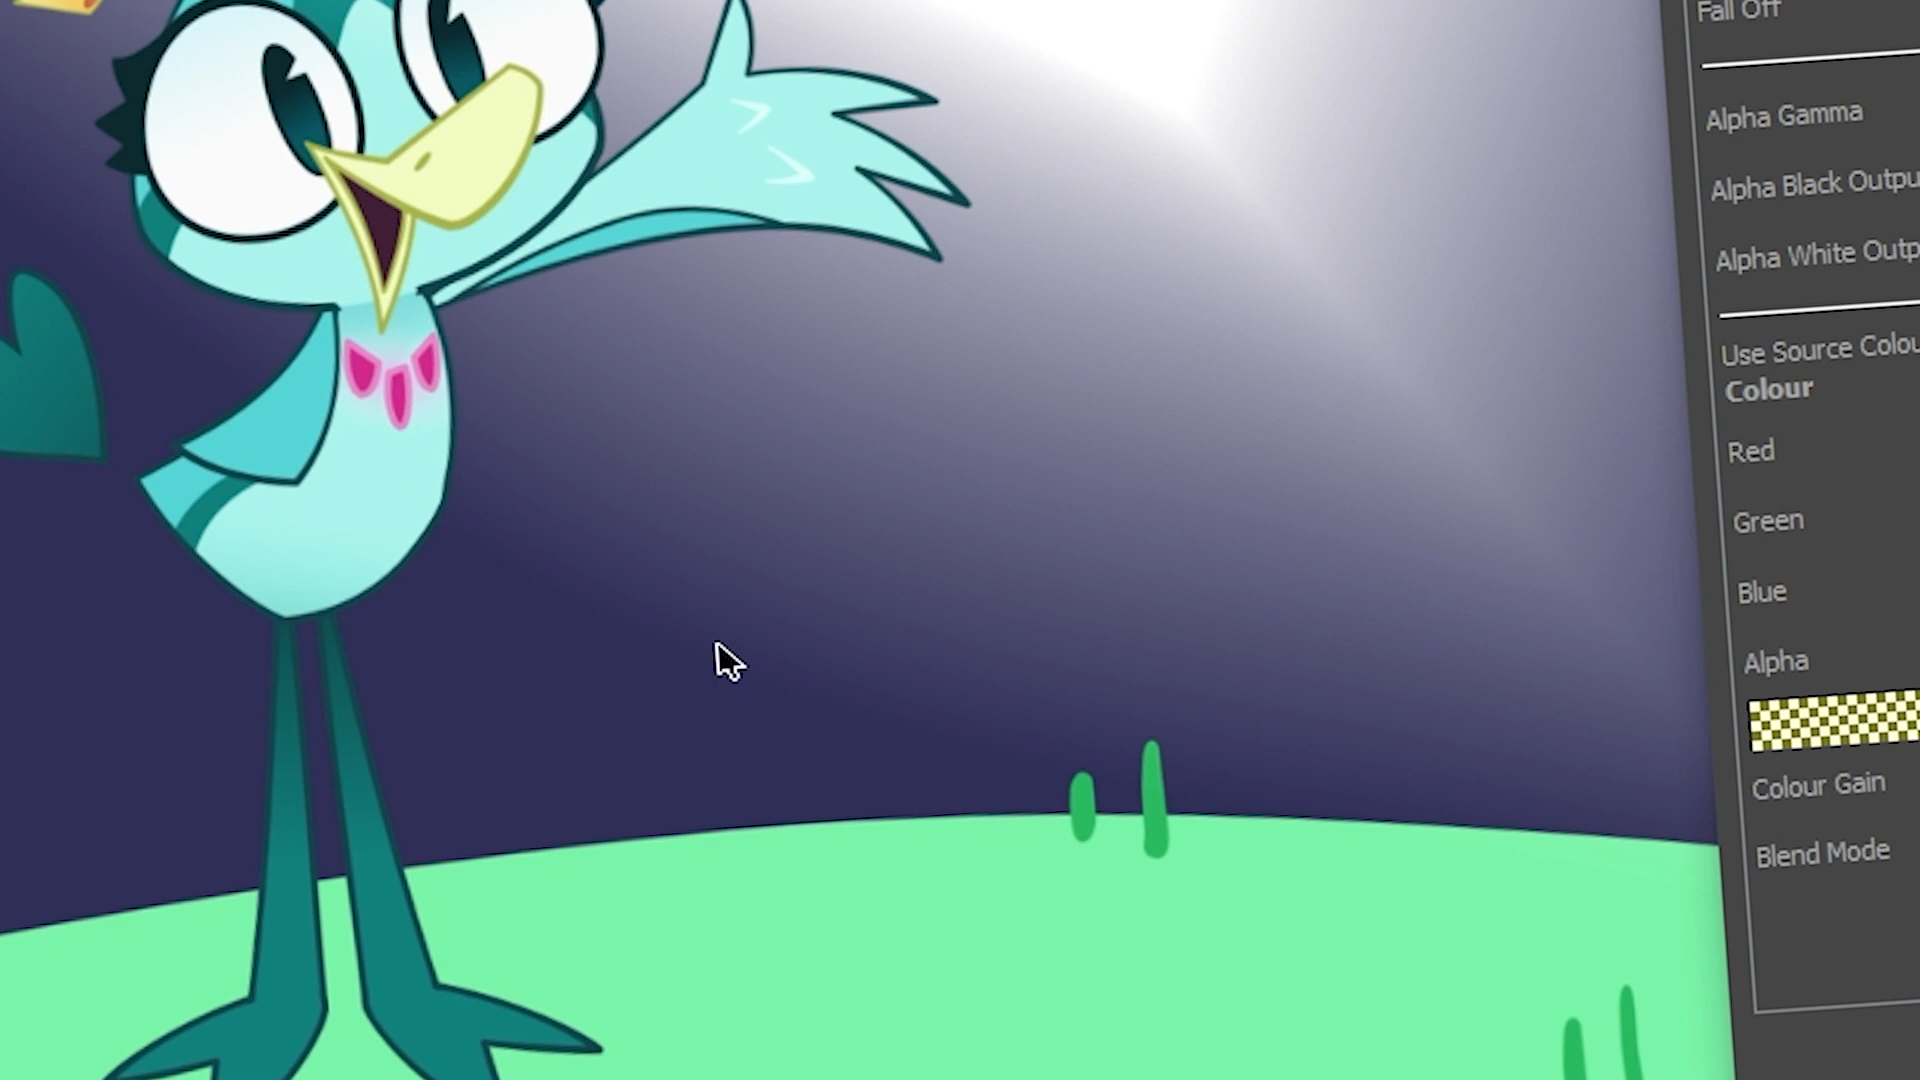 Fall Off
Alpha Gamma
Alpha Black Outpu
Alpha White Outp
Use Source Colou
Colour
Red
Green
Blue
Alpha
Colour Gain
Blend Mode